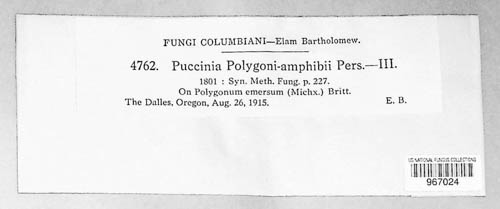 FUNGI COLUMBIANI—Elam Bartholomew.
4762. Puccinia Polygoni-amphibii Pers.—III.
1801 : Syn. Meth. Fung. p. 227.
On Polygonum emersum (Michx.) Britt.
The Dalles, Oregon, Aug. 26, 1915. E. B.
US NATIONAL FUNGUS COLLECTIONS
967024